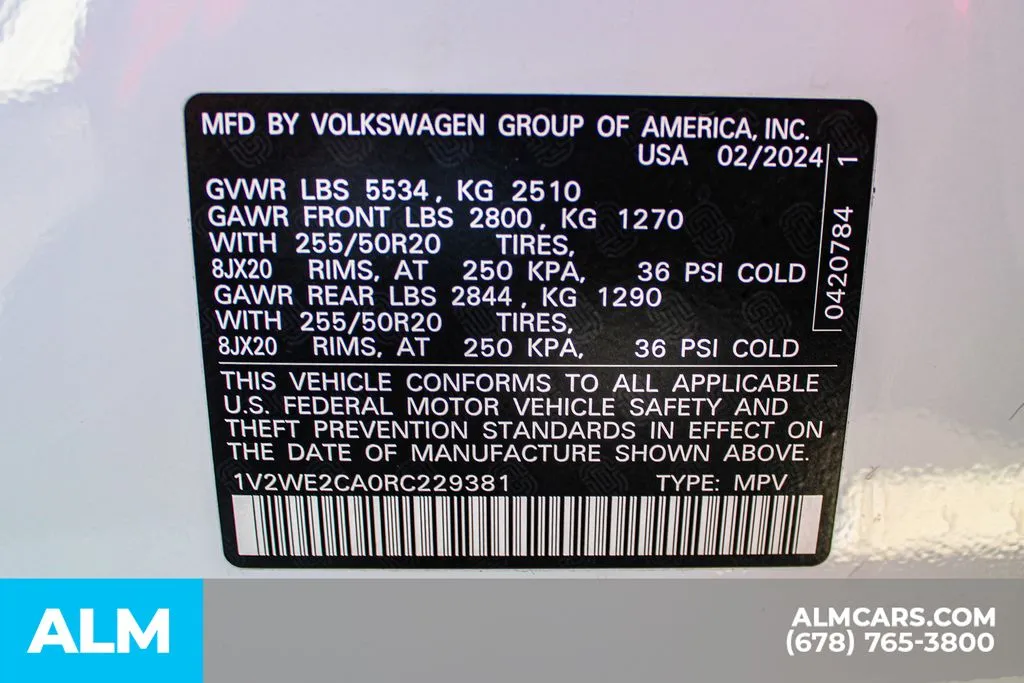 MFD BY VOLKSWAGEN GROUP OF AMERICA, INC.
USA 02/2024
1
0420784
GVWR LBS 5534, KG 2510
GAWR FRONT LBS 2800, KG 1270
WITH 255/50R20 TIRES,
8JX20 RIMS, AT 250 KPA, 36 PSI COLD
GAWR REAR LBS 2844, KG 1290
WITH 255/50R20 TIRES,
8JX20 RIMS, AT 250 KPA, 36 PSI COLD
THIS VEHICLE CONFORMS TO ALL APPLICABLE
U.S. FEDERAL MOTOR VEHICLE SAFETY AND
THEFT PREVENTION STANDARDS IN EFFECT ON
THE DATE OF MANUFACTURE SHOWN ABOVE.
1V2WE2CA0RC229381 TYPE: MPV
ALM
ALMCARS.COM
(678) 765-3800